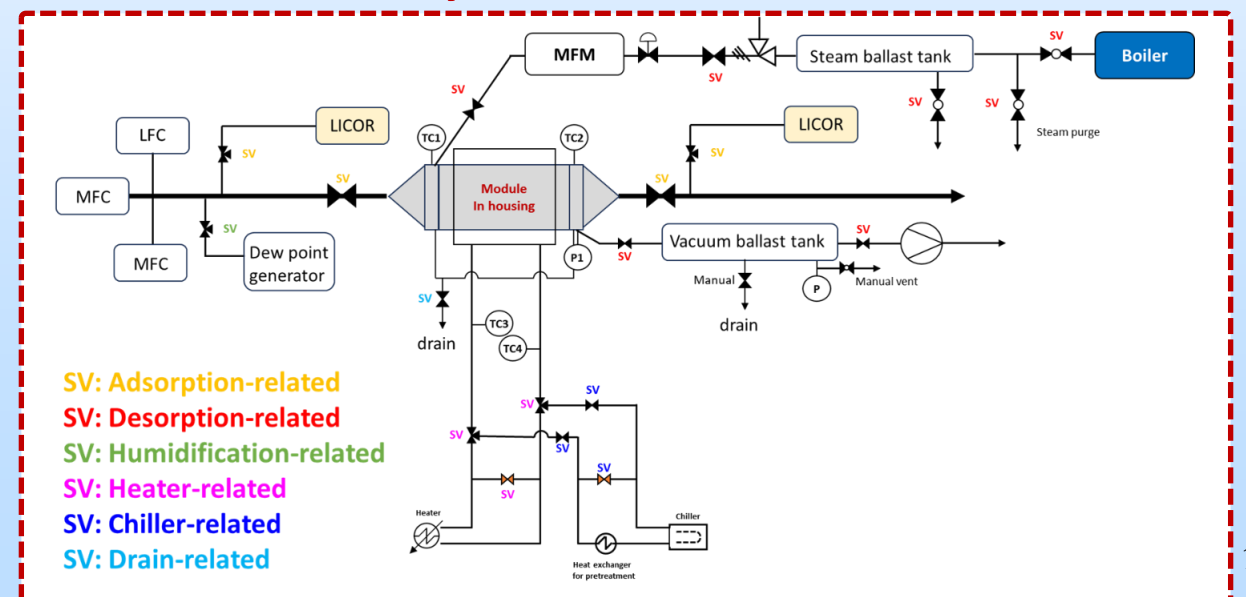 SV
MFM
SV
Steam ballast tank
SV
Boiler
SV
SV
SV
Steam purge
LFC
LICOR
TC1
TC2
LICOR
SV
SV
MFC
SV
SV
Module
In housing
SV
MFC
Dew point
generator
P1
SV
Vacuum ballast tank
SV
Manual
P
Manual vent
drain
SV
drain
TC3
TC4
SV
SV
SV
SV
SV
SV
Heater
Chiller
Heat exchanger
for pretreatment
SV: Adsorption-related
SV: Desorption-related
SV: Humidification-related
SV: Heater-related
SV: Chiller-related
SV: Drain-related